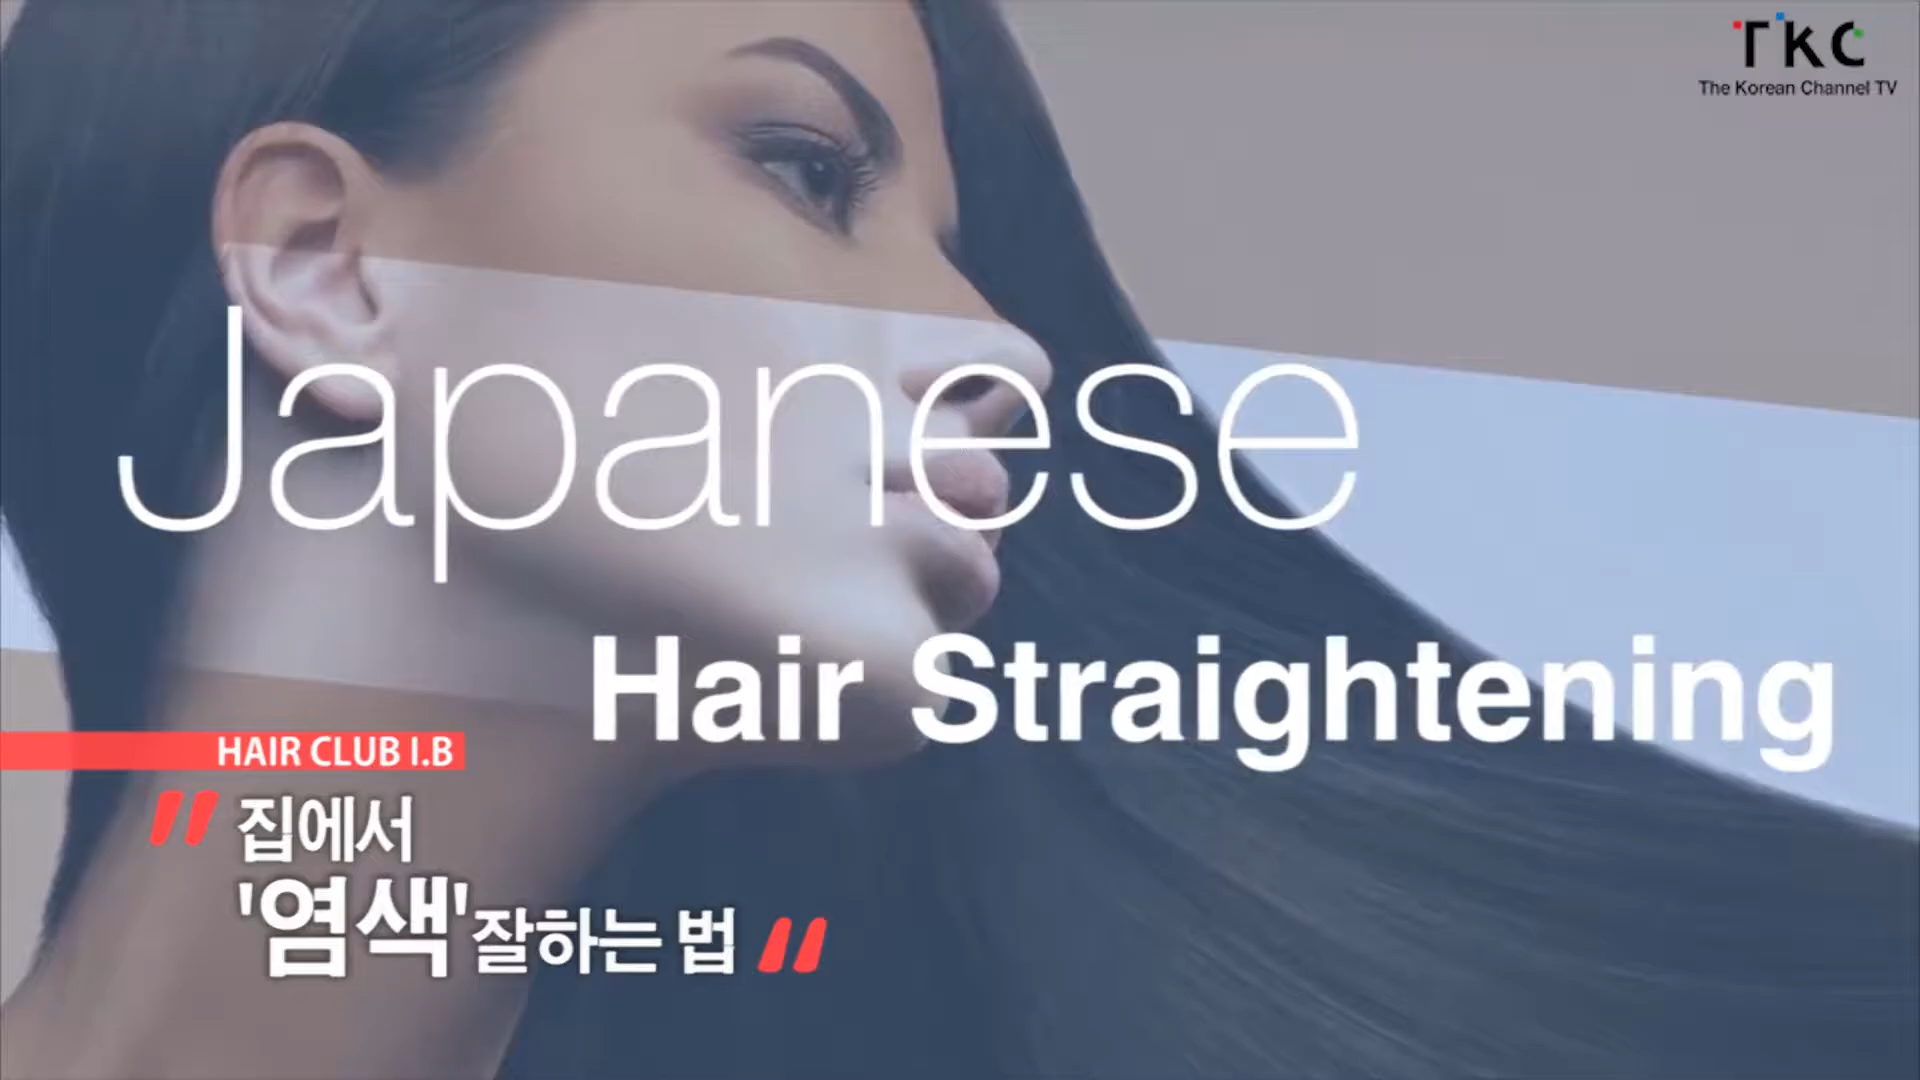 TKC
The Korean Channel TV
Japanese
Hair Straightening
HAIR CLUB I.B
"집에서
'염색'잘하는 법"